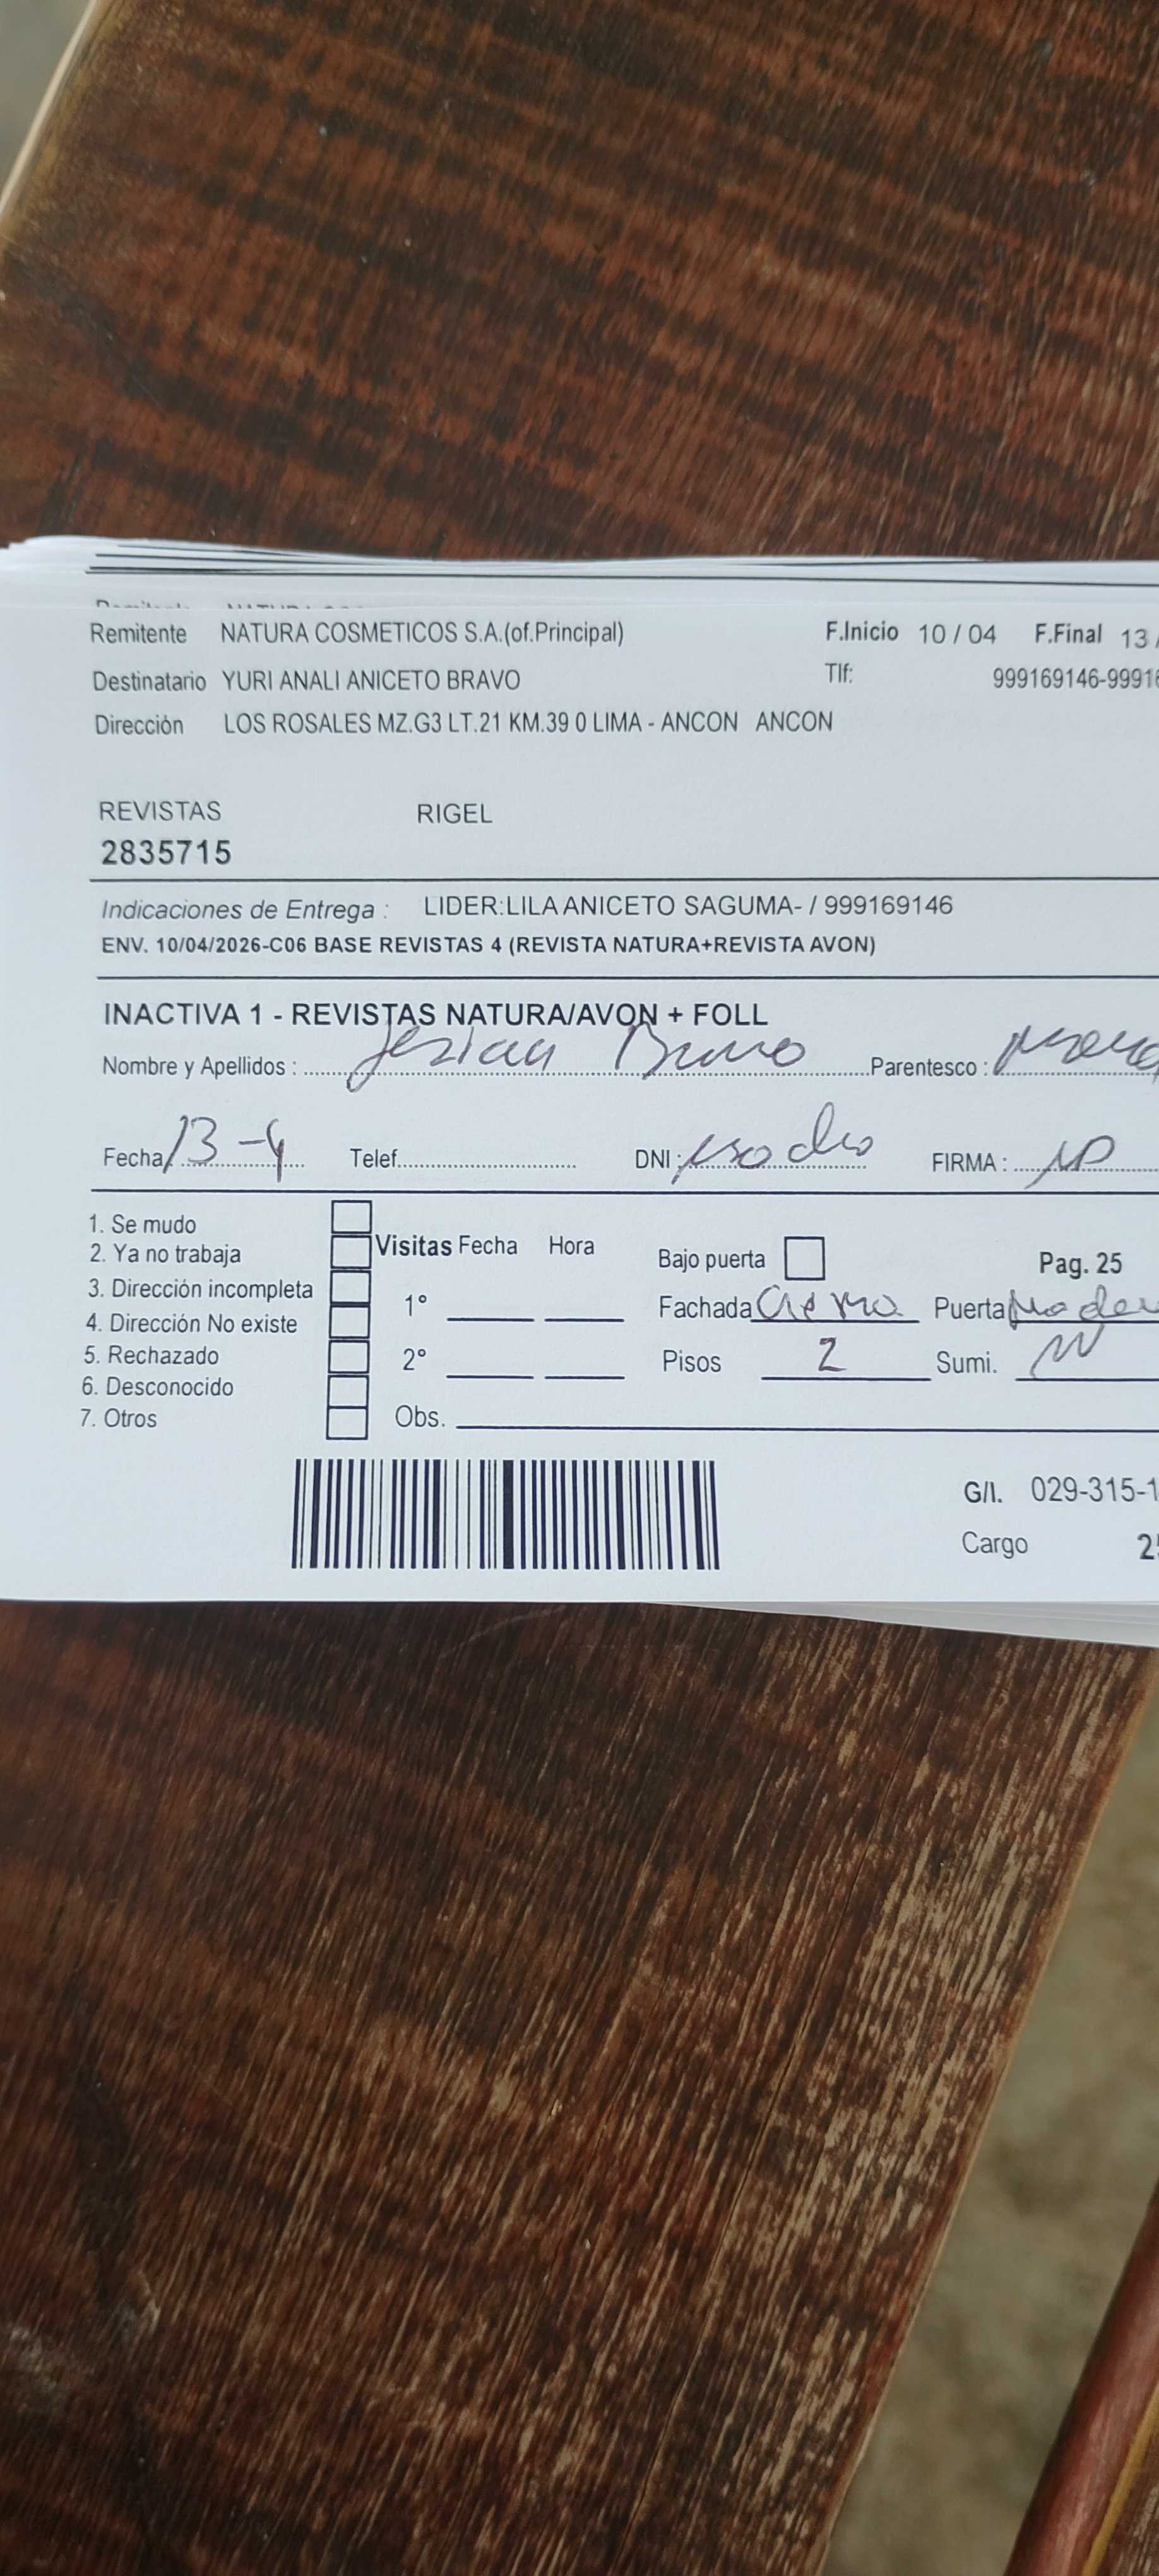 Remitente NATURA COSMETICOS S.A.(of.Principal) F.Inicio 10 / 04 F.Final 13
Destinatario YURI ANALI ANICETO BRAVO Tlf: 999169146-9991
Dirección LOS ROSALES MZ.G3 LT.21 KM.39 0 LIMA - ANCON ANCON
REVISTAS RIGEL
2835715
Indicaciones de Entrega : LIDER:LILA ANICETO SAGUMA- / 999169146
ENV. 10/04/2026-C06 BASE REVISTAS 4 (REVISTA NATURA+REVISTA AVON)
INACTIVA 1 - REVISTAS NATURA/AVON + FOLL
Nombre y Apellidos : Bravo Parentesco :
Fecha 13-4 Telef. DNI : FIRMA :
1. Se mudo
2. Ya no trabaja Visitas Fecha Hora Bajo puerta Pag. 25
3. Dirección incompleta 1° Fachada Crema Puerta
4. Dirección No existe
5. Rechazado 2° Pisos 2 Sumi.
6. Desconocido
7. Otros Obs.
G/I. 029-315-1
Cargo